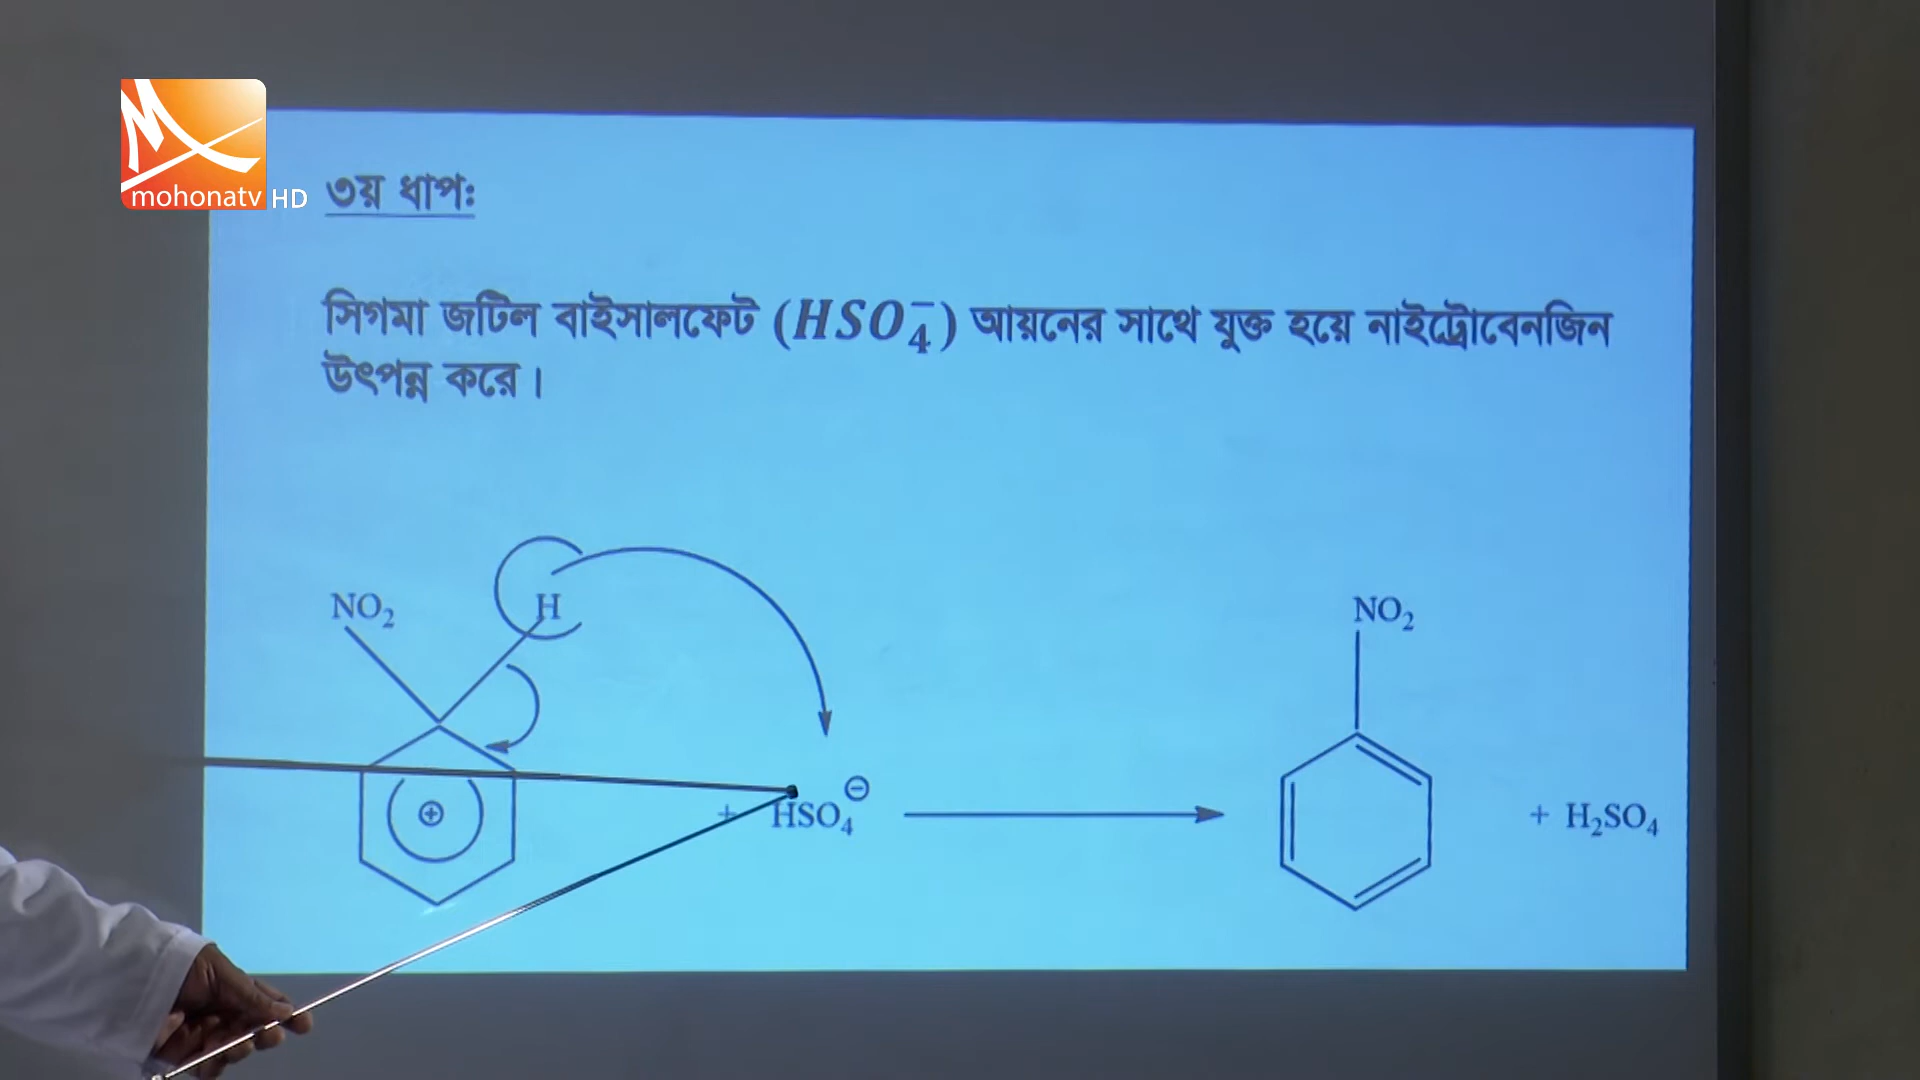 mohonatv HD
৩য় ধাপঃ
সিগমা জটিল বাইসালফেট (HSO₄⁻) আয়নের সাথে যুক্ত হয়ে নাইট্রোবেনজিন
উৎপন্ন করে।
NO₂ H NO₂
⊕ + HSO₄⊖ + H₂SO₄